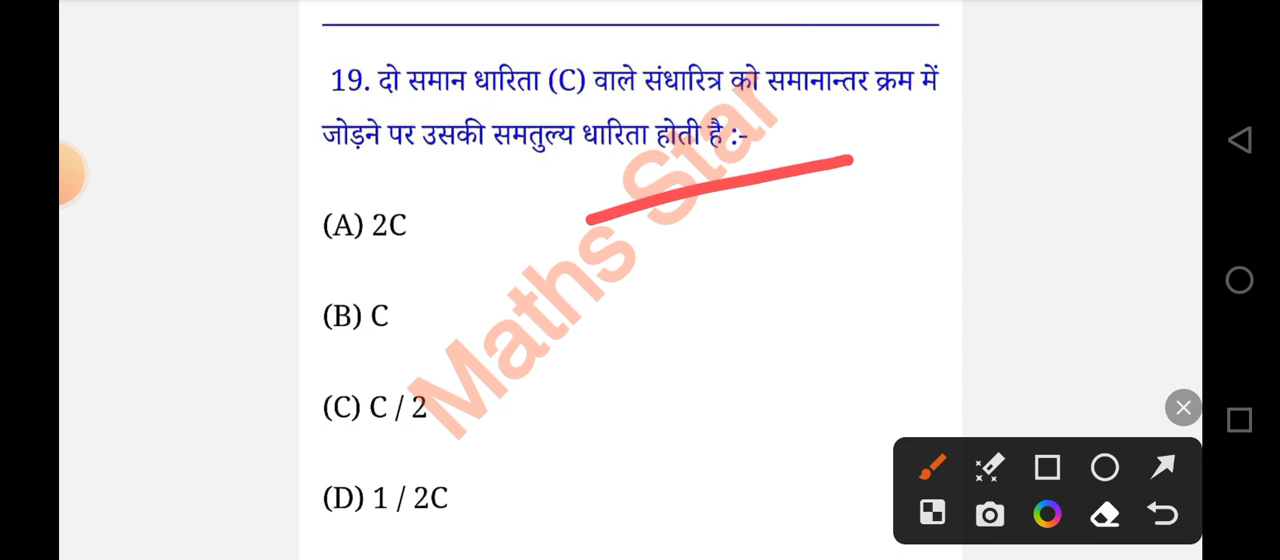 19. दो समान धारिता (C) वाले संधारित्र को समानान्तर क्रम में
जोड़ने पर उसकी समतुल्य धारिता होती है :-
(A) 2C
(B) C
(C) C / 2
(D) 1 / 2C
Maths Star